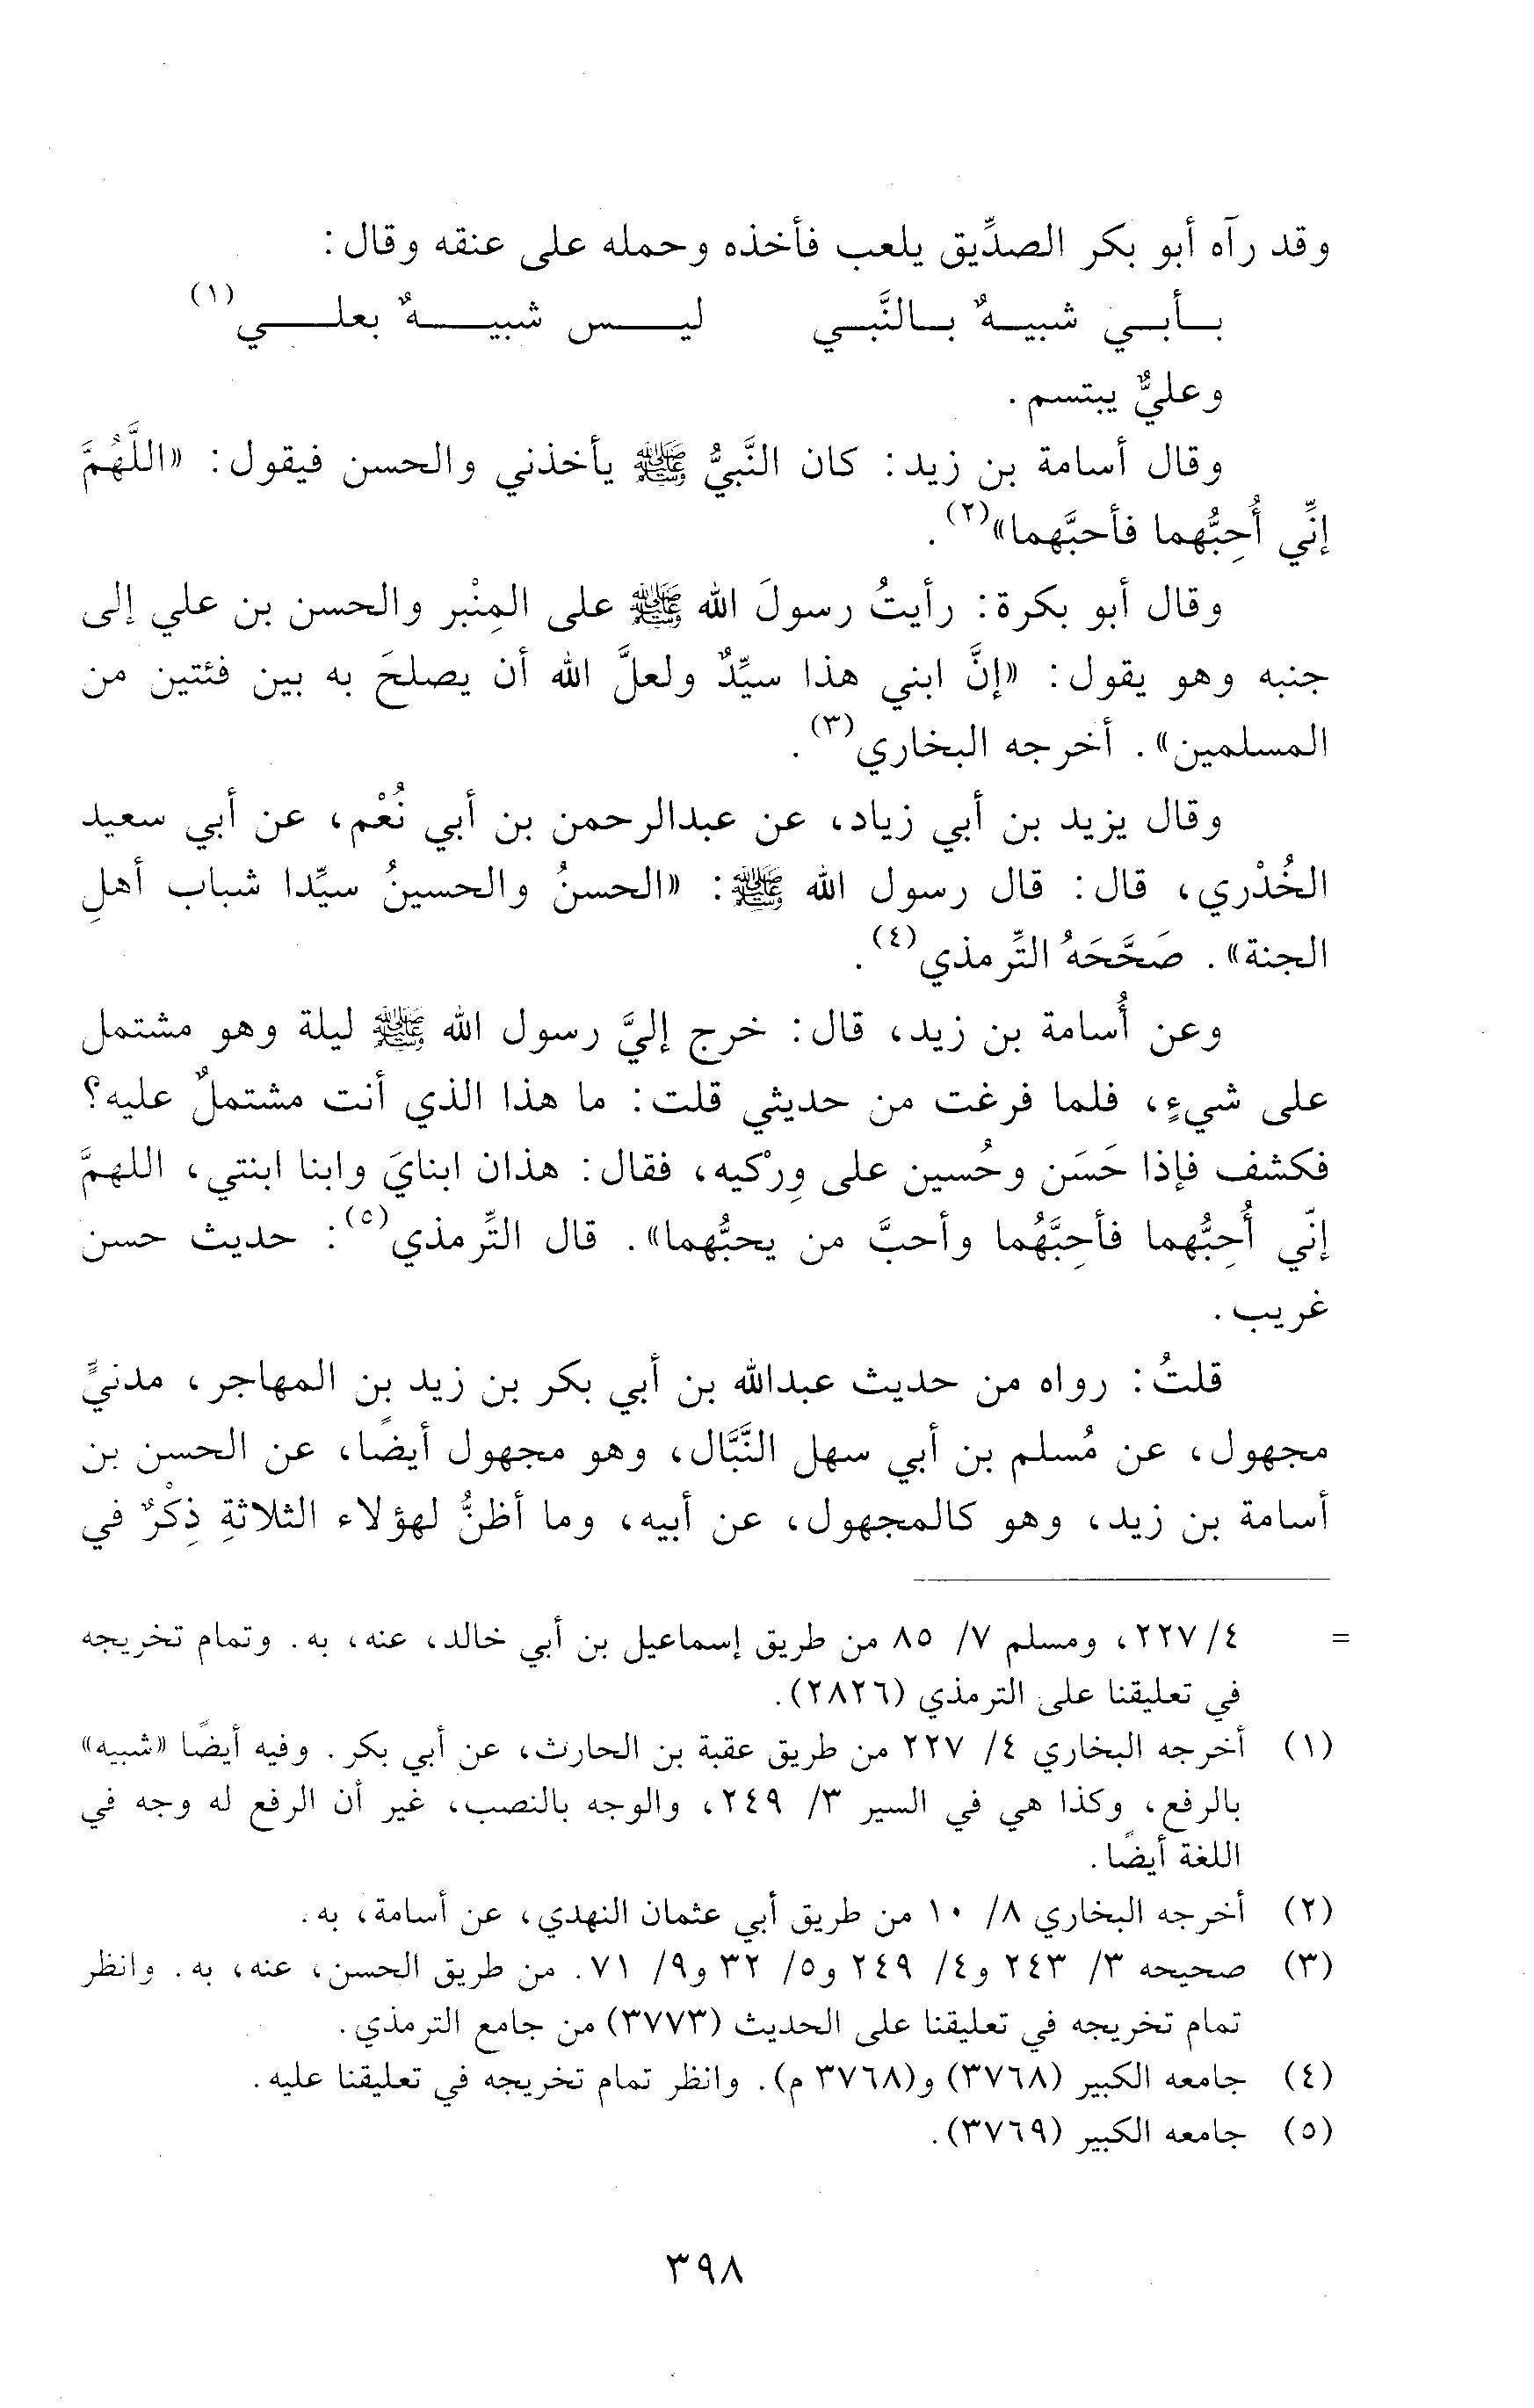 وقد رآه أبو بكر الصدِّيق يلعب فأخذه وحمله على عنقه وقال:
بـأبـي شبيـهٌ بـالنَّبـي ليـــس شبيــهٌ بعلــي(١)
وعليٌّ يبتسم.
وقال أسامة بن زيد: كان النَّبيُّ ﷺ يأخذني والحسن فيقول: «اللَّهُمَّ
إنِّي أُحِبُّهما فأحبَّهما»(٢).
وقال أبو بكرة: رأيتُ رسولَ الله ﷺ على المِنْبر والحسن بن علي إلى
جنبه وهو يقول: «إنَّ ابني هذا سيِّدٌ ولعلَّ الله أن يصلحَ به بين فئتين من
المسلمين». أخرجه البخاري(٣).
وقال يزيد بن أبي زياد، عن عبدالرحمن بن أبي نُعْم، عن أبي سعيد
الخُدْري، قال: قال رسول الله ﷺ: «الحسنُ والحسينُ سيِّدا شباب أهلِ
الجنة». صَحَّحَهُ التِّرمذي(٤).
وعن أُسامة بن زيد، قال: خرج إليَّ رسول الله ﷺ ليلة وهو مشتمل
على شيءٍ، فلما فرغت من حديثي قلت: ما هذا الذي أنت مشتملٌ عليه؟
فكشف فإذا حَسَن وحُسين على وِرْكيه، فقال: هذان ابنايَ وابنا ابنتي، اللهمَّ
إنّي أُحِبُّهما فأحِبَّهُما وأحبَّ من يحبُّهما». قال التِّرمذي(٥): حديث حسن
غريب.
قلتُ: رواه من حديث عبدالله بن أبي بكر بن زيد بن المهاجر، مدنيٍّ
مجهول، عن مُسلم بن أبي سهل النَّبَّال، وهو مجهول أيضًا، عن الحسن بن
أسامة بن زيد، وهو كالمجهول، عن أبيه، وما أظنُّ لهؤلاء الثلاثةِ ذِكْرٌ في
= ٤/ ٢٢٧، ومسلم ٧/ ٨٥ من طريق إسماعيل بن أبي خالد، عنه، به. وتمام تخريجه
في تعليقنا على الترمذي (٢٨٢٦).
(١) أخرجه البخاري ٤/ ٢٢٧ من طريق عقبة بن الحارث، عن أبي بكر. وفيه أيضًا «شبيه»
بالرفع، وكذا هي في السير ٣/ ٢٤٩، والوجه بالنصب، غير أن الرفع له وجه في
اللغة أيضًا.
(٢) أخرجه البخاري ٨/ ١٠ من طريق أبي عثمان النهدي، عن أسامة، به.
(٣) صحيحه ٣/ ٢٤٣ و٤/ ٢٤٩ و٥/ ٣٢ و٩/ ٧١. من طريق الحسن، عنه، به. وانظر
تمام تخريجه في تعليقنا على الحديث (٣٧٧٣) من جامع الترمذي.
(٤) جامعه الكبير (٣٧٦٨) و(٣٧٦٨ م). وانظر تمام تخريجه في تعليقنا عليه.
(٥) جامعه الكبير (٣٧٦٩).
٣٩٨